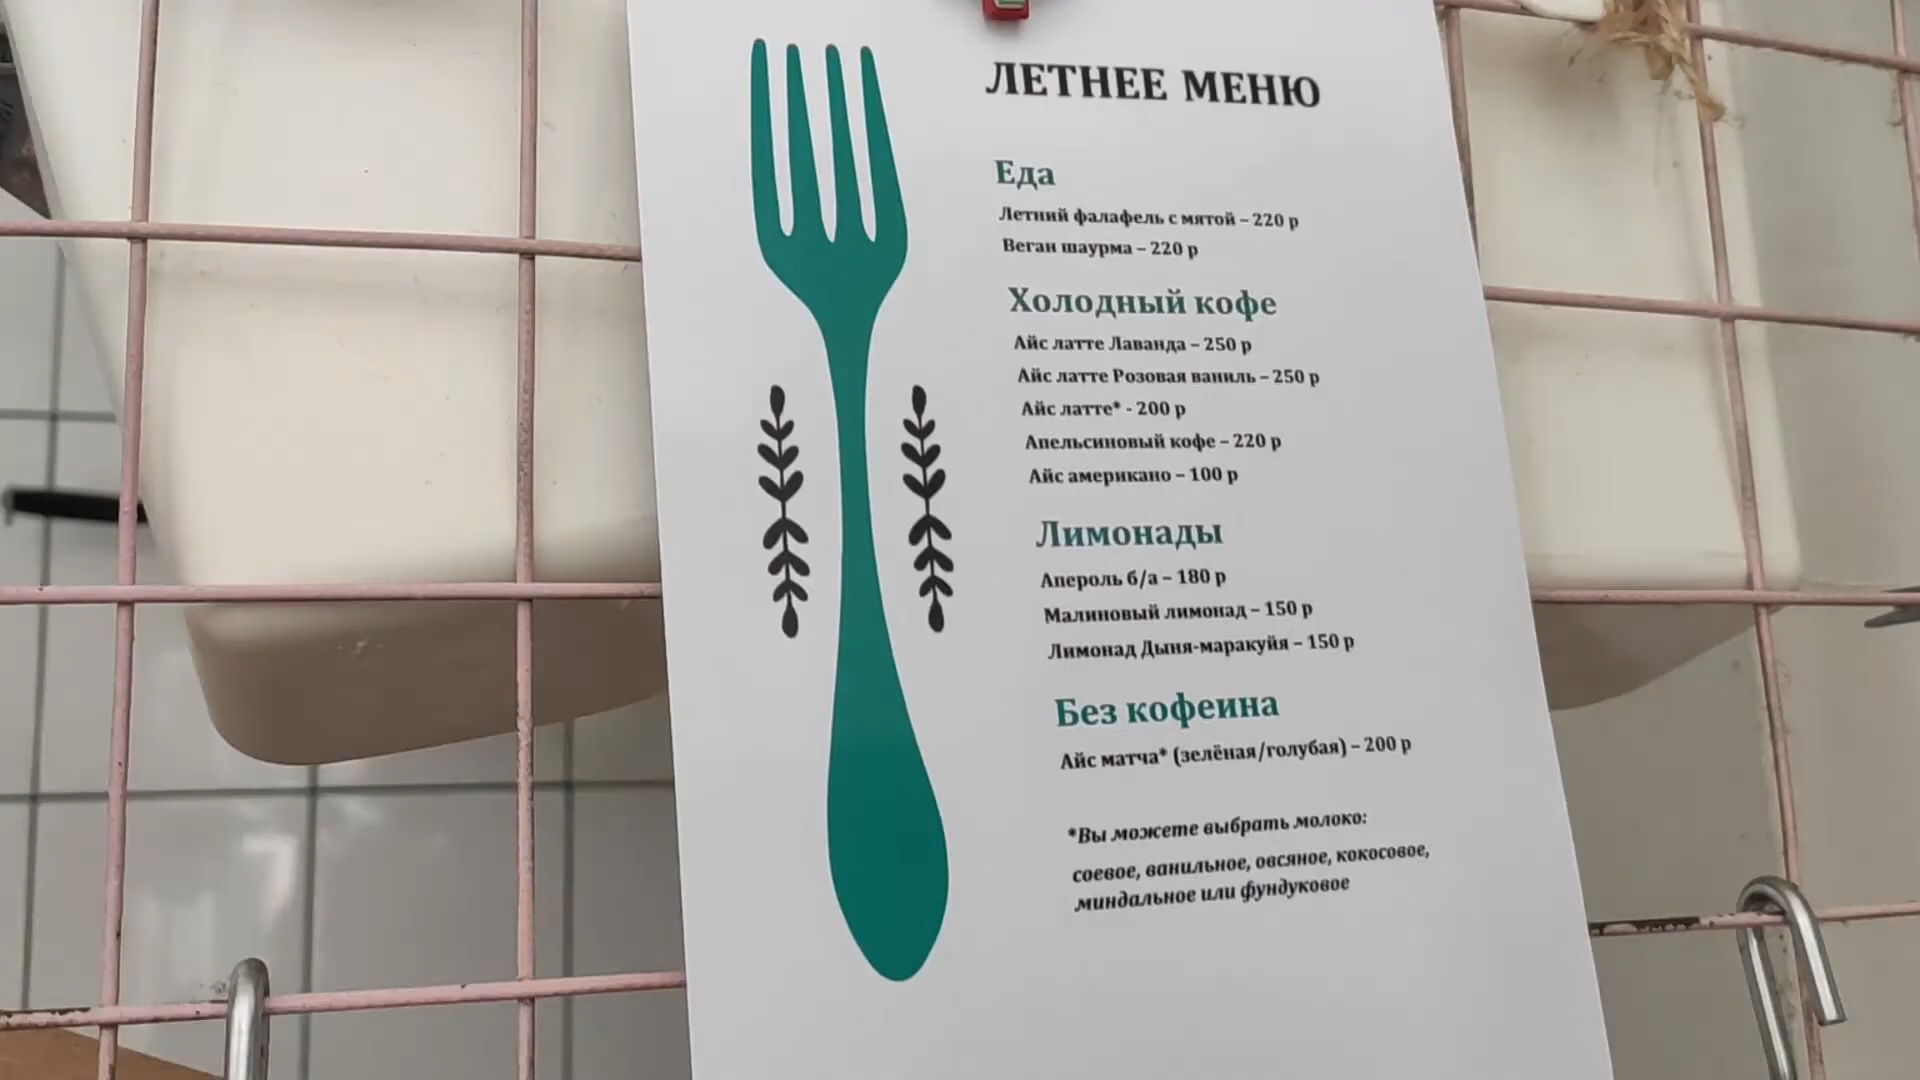 ЛЕТНЕЕ МЕНЮ
Еда
Летний фалафель с мятой – 220 р
Веган шаурма – 220 р
Холодный кофе
Айс латте Лаванда – 250 р
Айс латте Розовая ваниль – 250 р
Айс латте* - 200 р
Апельсиновый кофе – 220 р
Айс американо – 100 р
Лимонады
Апероль б/а – 180 р
Малиновый лимонад – 150 р
Лимонад Дыня-маракуйя – 150 р
Без кофеина
Айс матча* (зелёная/голубая) – 200 р
*Вы можете выбрать молоко:
соевое, ванильное, овсяное, кокосовое,
миндальное или фундуковое